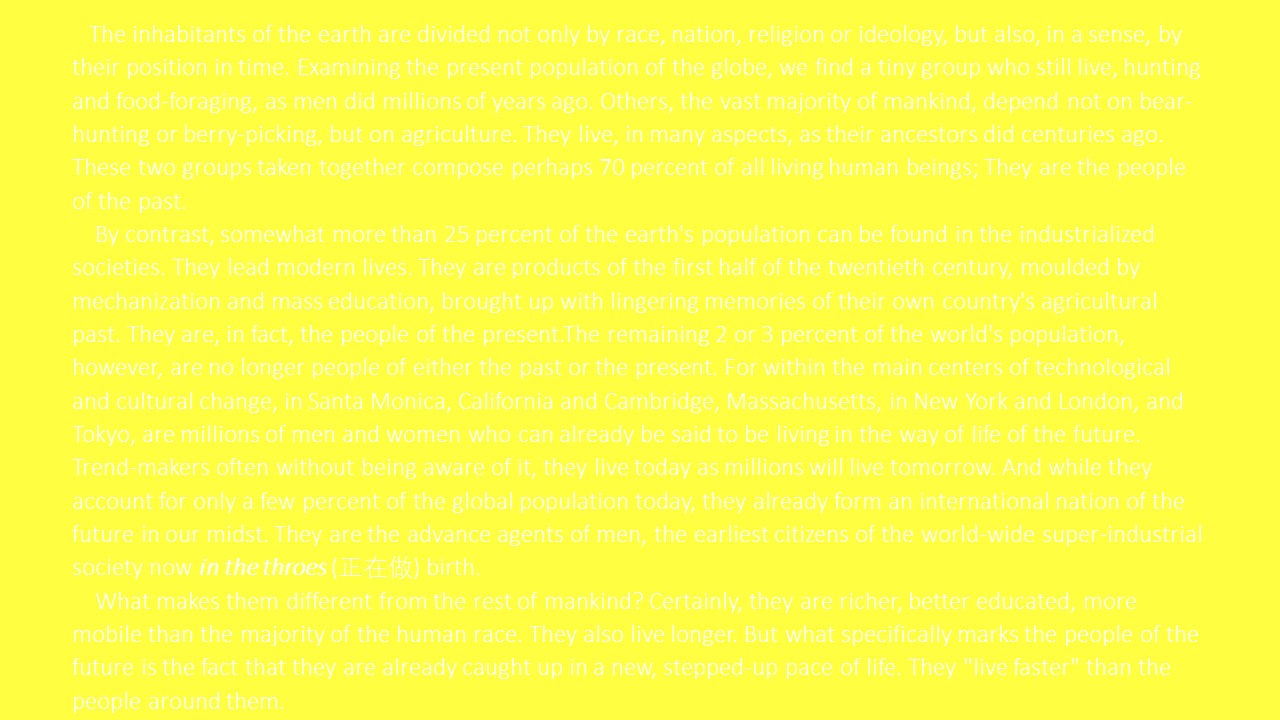 The inhabitants of the earth are divided not only by race, nation, religion or ideology, but also, in a sense, by
their position in time. Examining the present population of the globe, we find a tiny group who still live, hunting
and food-foraging, as men did millions of years ago. Others, the vast majority of mankind, depend not on bear-
hunting or berry-picking, but on agriculture. They live, in many aspects, as their ancestors did centuries ago.
These two groups taken together compose perhaps 70 percent of all living human beings; They are the people
of the past.
By contrast, somewhat more than 25 percent of the earth's population can be found in the industrialized
societies. They lead modern lives. They are products of the first half of the twentieth century, moulded by
mechanization and mass education, brought up with lingering memories of their own country's agricultural
past. They are, in fact, the people of the present.The remaining 2 or 3 percent of the world's population,
however, are no longer people of either the past or the present. For within the main centers of technological
and cultural change, in Santa Monica, California and Cambridge, Massachusetts, in New York and London, and
Tokyo, are millions of men and women who can already be said to be living in the way of life of the future.
Trend-makers often without being aware of it, they live today as millions will live tomorrow. And while they
account for only a few percent of the global population today, they already form an international nation of the
future in our midst. They are the advance agents of men, the earliest citizens of the world-wide super-industrial
society now in the throes (正在做) birth.
What makes them different from the rest of mankind? Certainly, they are richer, better educated, more
mobile than the majority of the human race. They also live longer. But what specifically marks the people of the
future is the fact that they are already caught up in a new, stepped-up pace of life. They "live faster" than the
people around them.